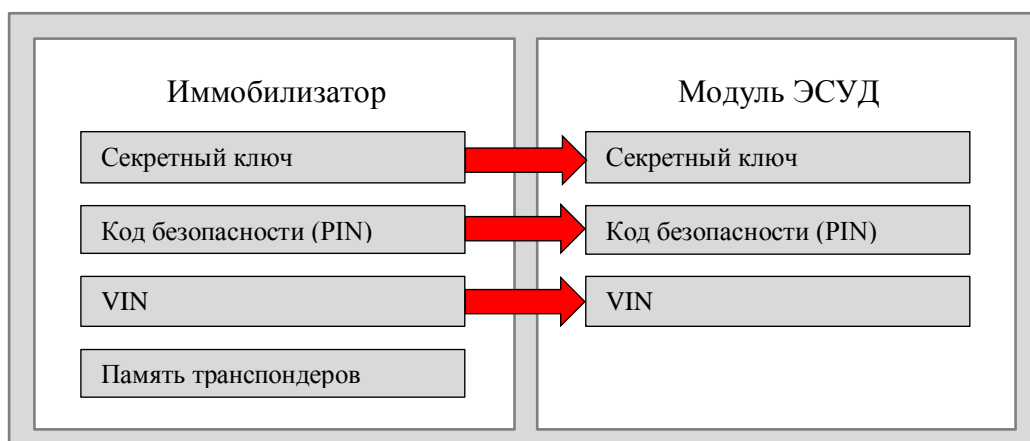 Иммобилизатор
Секретный ключ
Код безопасности (PIN)
VIN
Память транспондеров
Модуль ЭСУД
Секретный ключ
Код безопасности (PIN)
VIN